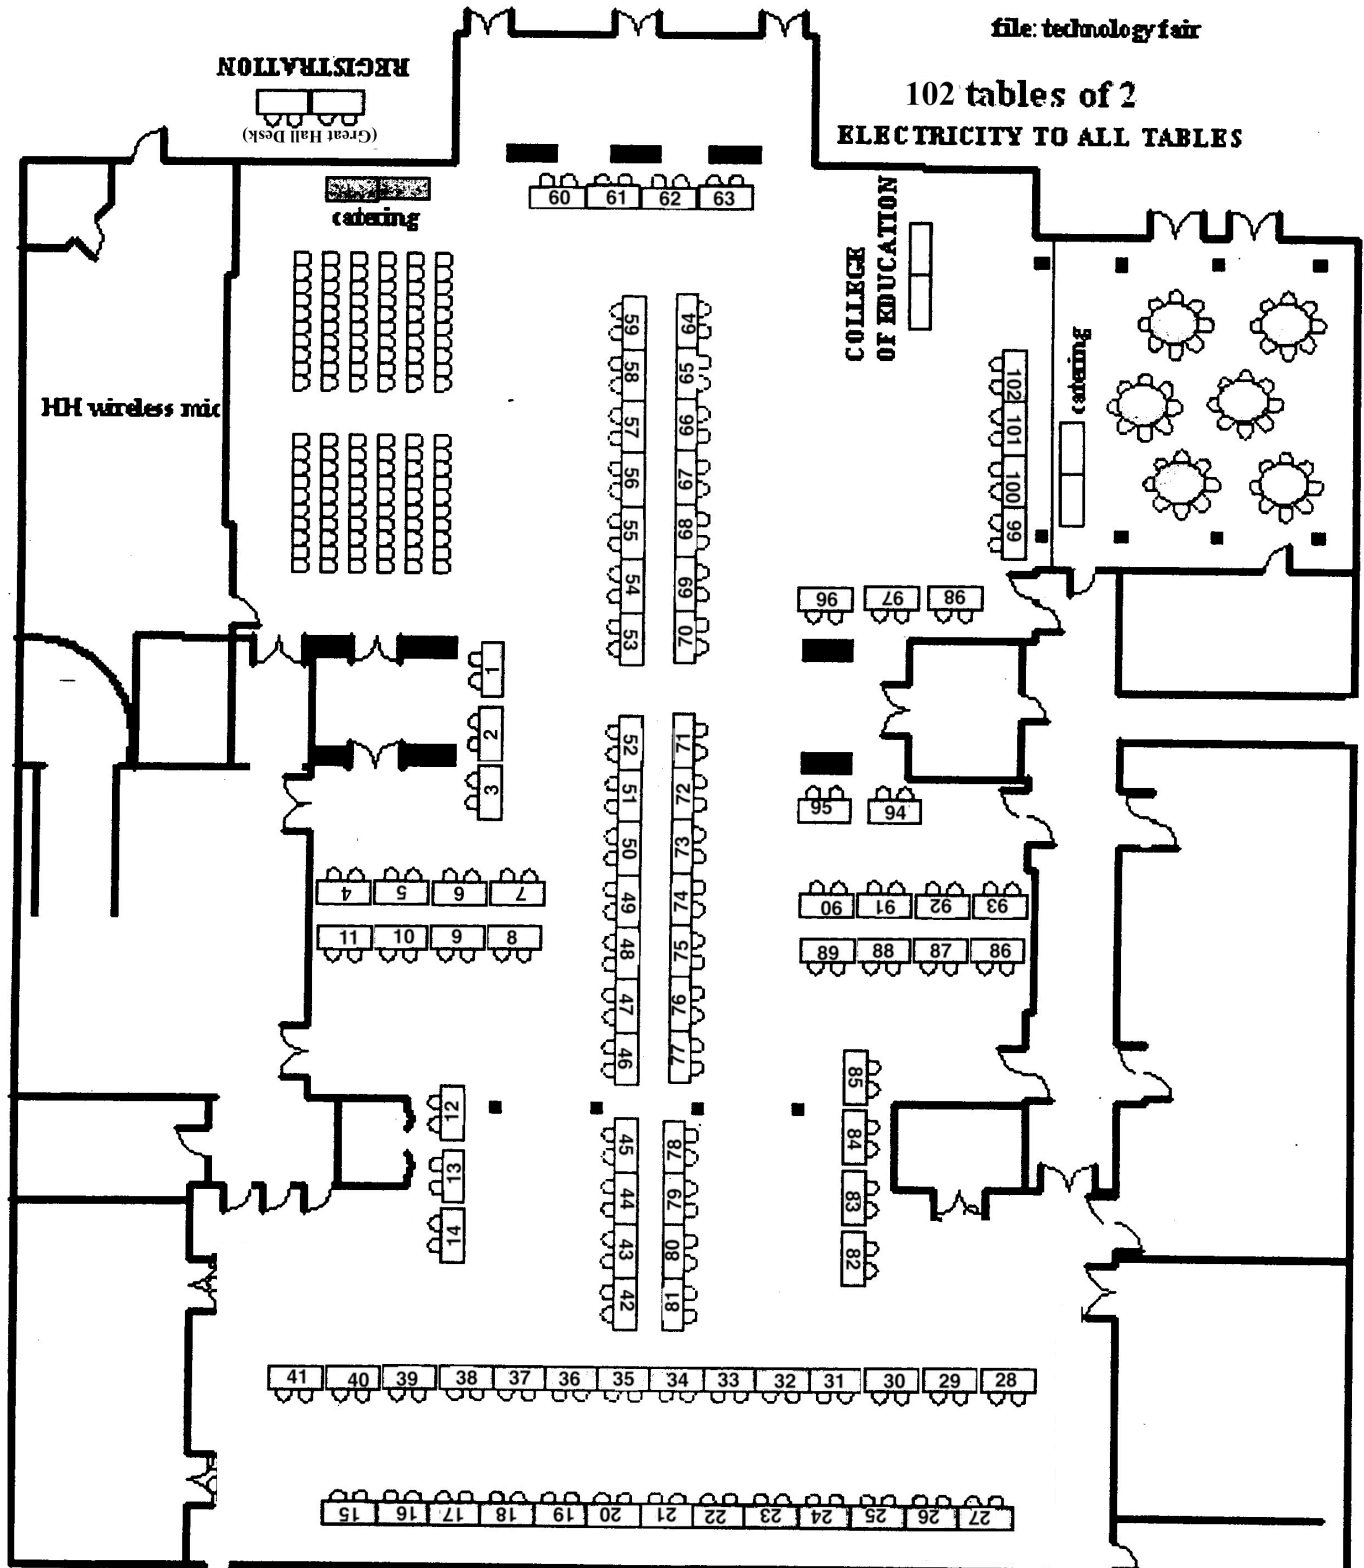 file: technology fair
REGISTRATION
(Great Hall Desk)
102 tables of 2
ELECTRICITY TO ALL TABLES
catering
60 61 62 63
COLLEGE
OF EDUCATION
HH wireless mic
catering
59
58
57
56
55
54
53
64
65
66
67
68
69
70
102
101
100
99
96 97 98
1
2
3
52
51
50
49
48
47
46
71
72
73
74
75
76
77
95 94
4 5 6 7
11 10 9 8
90 91 92 93
89 88 87 86
12
13
14
45
44
43
42
78
79
80
81
85
84
83
82
41 40 39 38 37 36 35 34 33 32 31 30 29 28
15 16 17 18 19 20 21 22 23 24 25 26 27